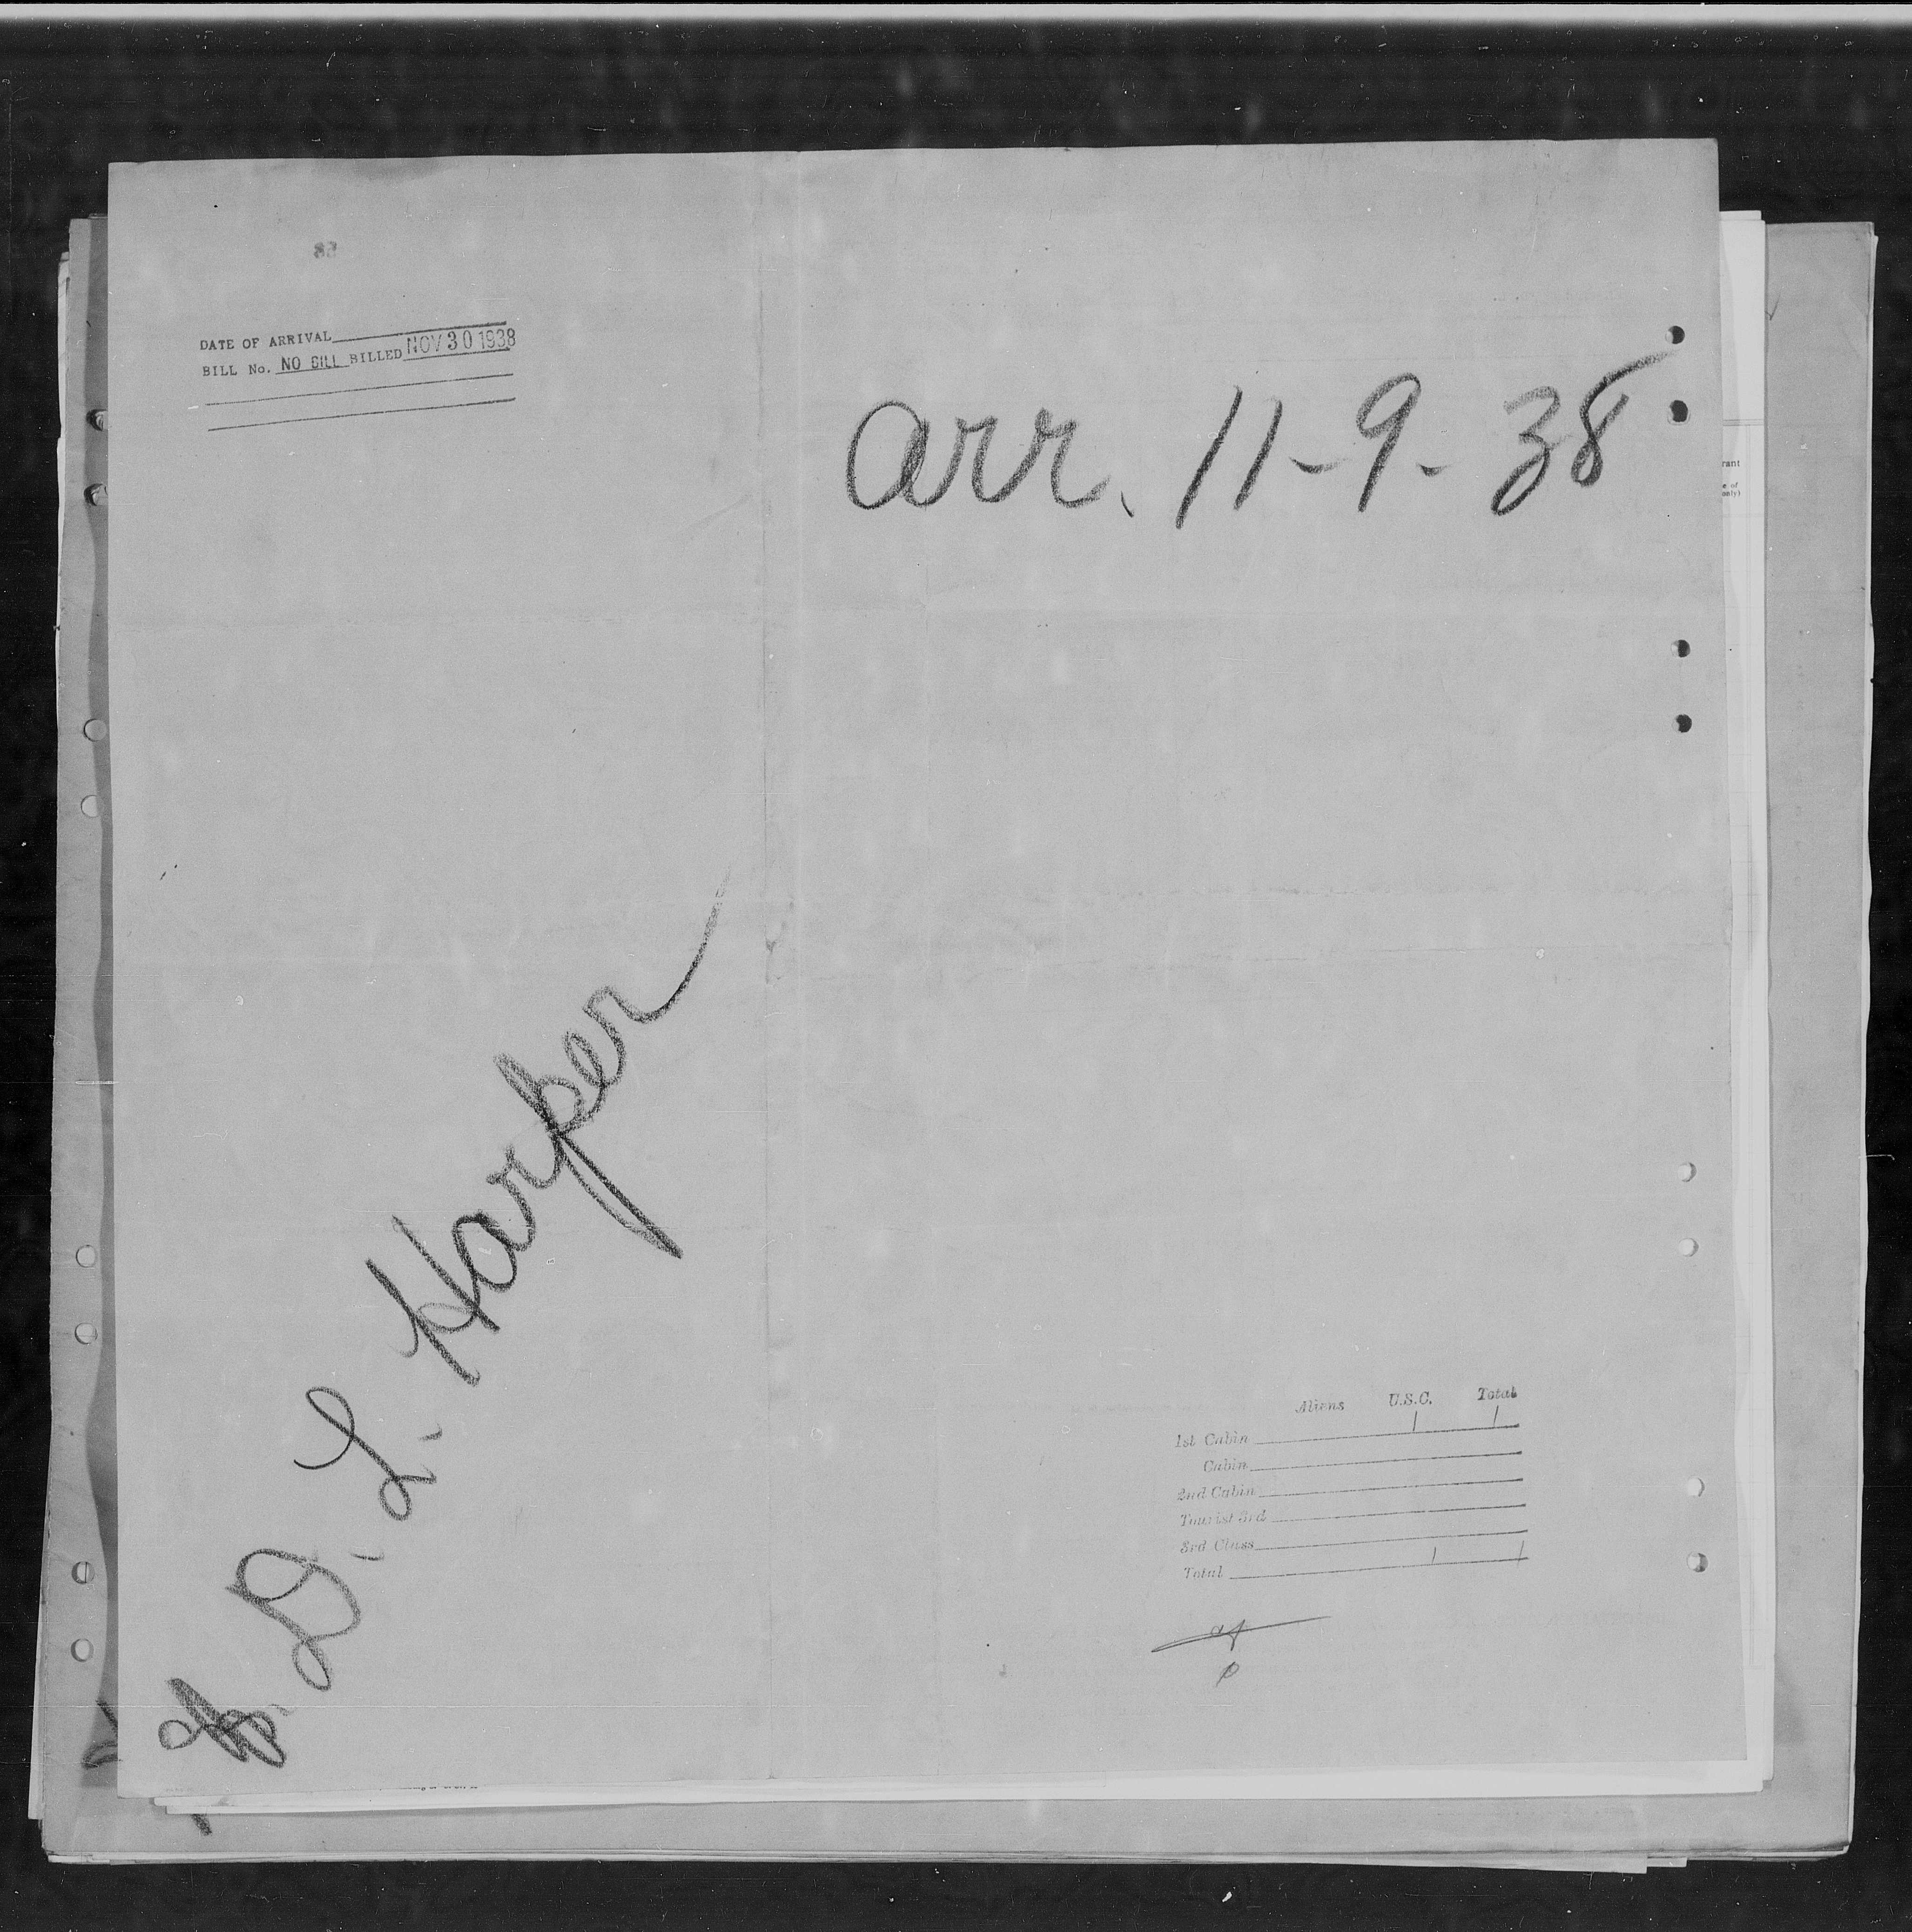 DATE OF ARRIVAL
BILL No. NO BILL BILLED NOV 30 1938
arr. 11-9-38
D. L. Harper
Aliens U.S.C. Total
1st Cabin 1 1
Cabin
2nd Cabin
Tourist 3rd
3rd Class
Total 1 1